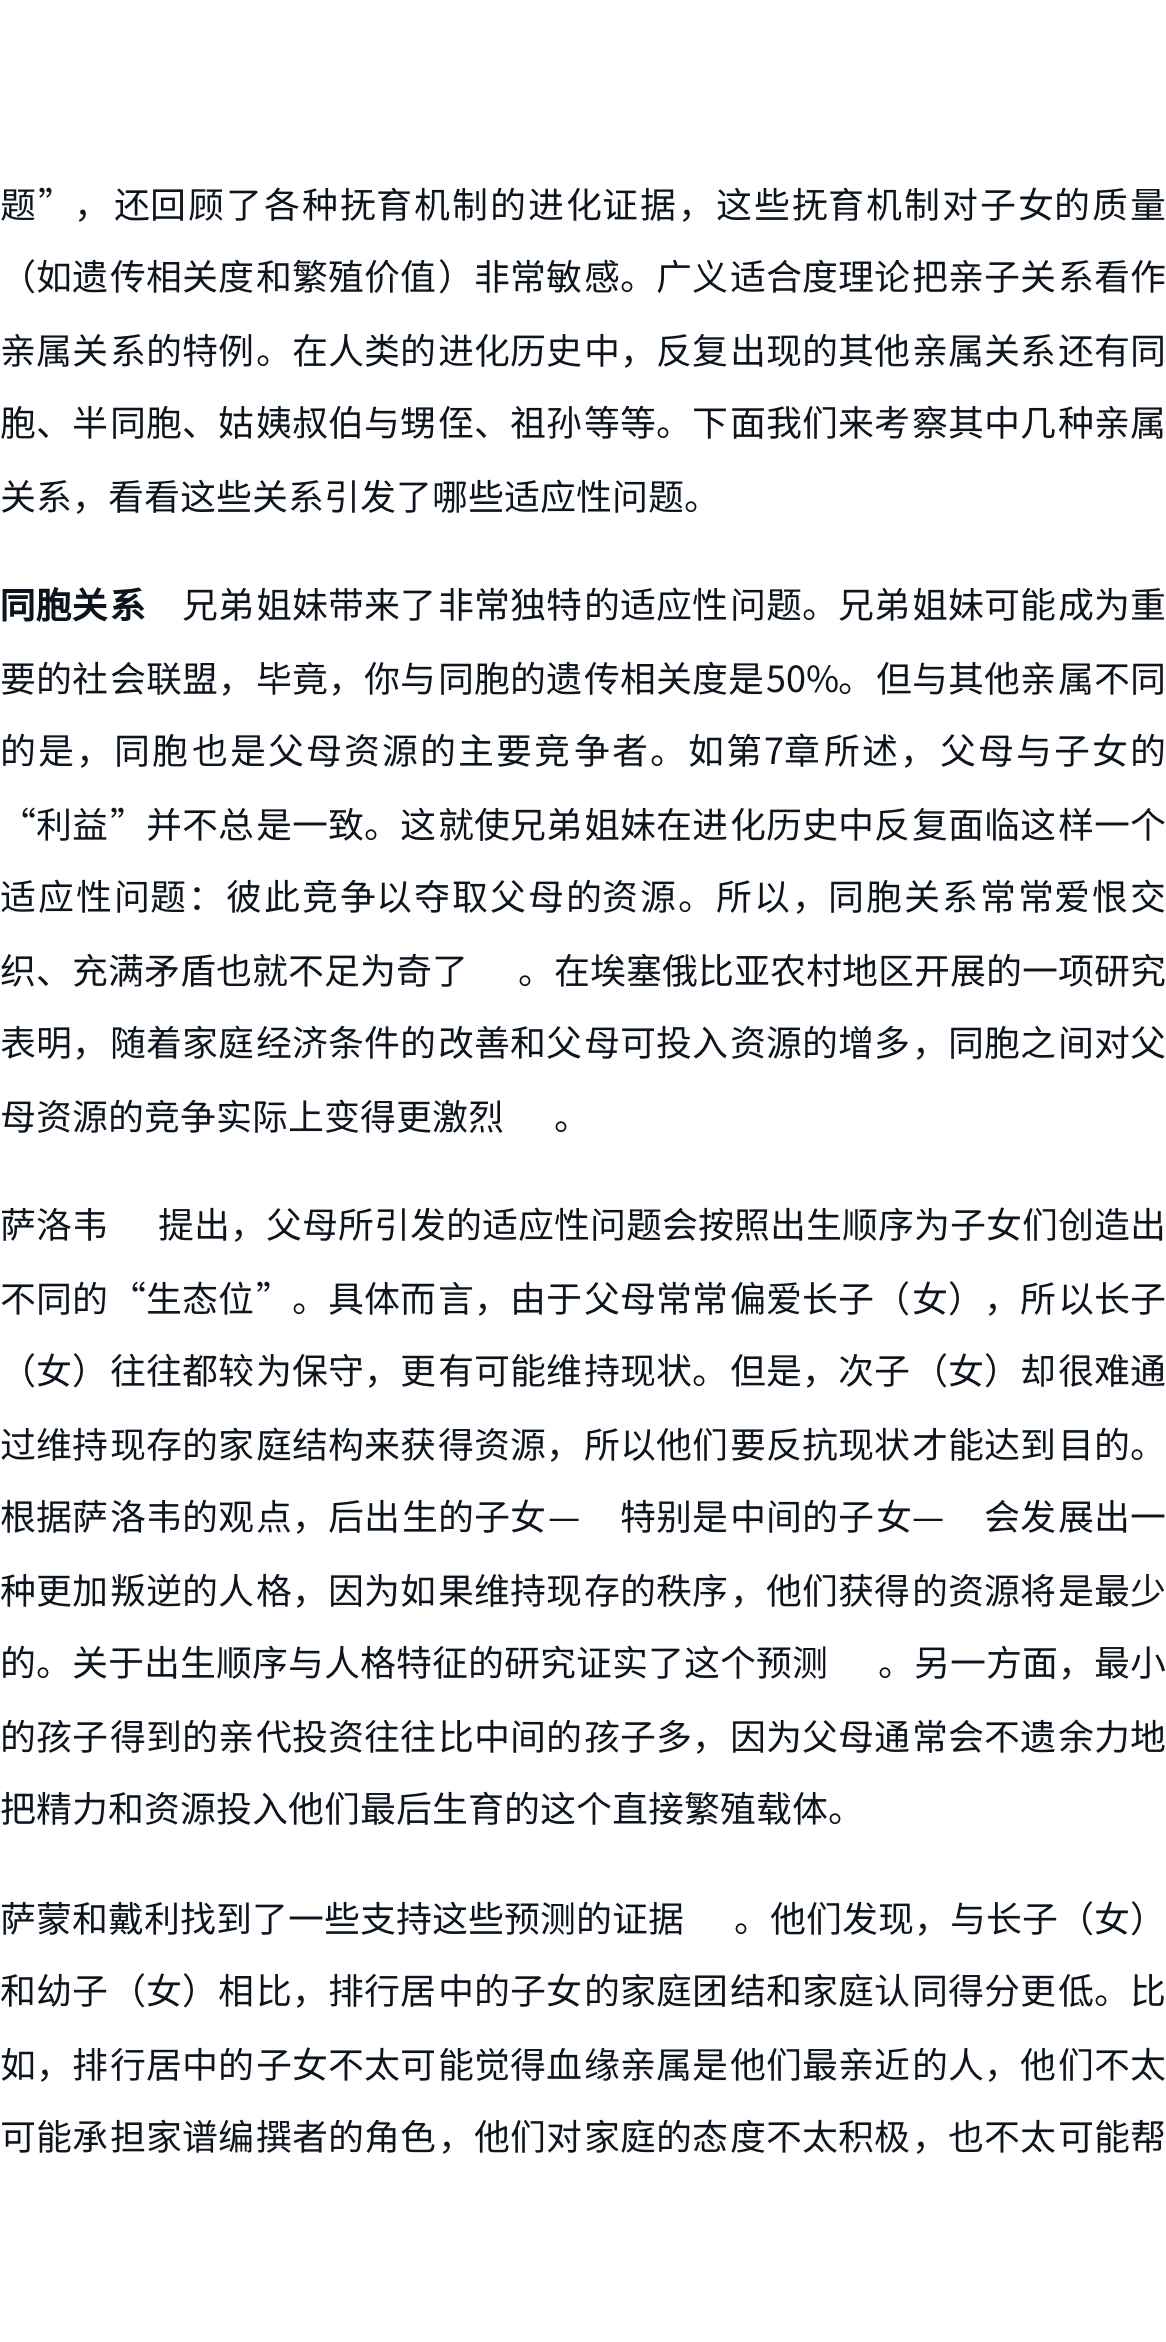 题”，还回顾了各种抚育机制的进化证据，这些抚育机制对子女的质量
（如遗传相关度和繁殖价值）非常敏感。广义适合度理论把亲子关系看作
亲属关系的特例。在人类的进化历史中，反复出现的其他亲属关系还有同
胞、半同胞、姑姨叔伯与甥侄、祖孙等等。下面我们来考察其中几种亲属
关系，看看这些关系引发了哪些适应性问题。
同胞关系　兄弟姐妹带来了非常独特的适应性问题。兄弟姐妹可能成为重
要的社会联盟，毕竟，你与同胞的遗传相关度是50%。但与其他亲属不同
的是，同胞也是父母资源的主要竞争者。如第7章所述，父母与子女的
“利益”并不总是一致。这就使兄弟姐妹在进化历史中反复面临这样一个
适应性问题：彼此竞争以夺取父母的资源。所以，同胞关系常常爱恨交
织、充满矛盾也就不足为奇了　。在埃塞俄比亚农村地区开展的一项研究
表明，随着家庭经济条件的改善和父母可投入资源的增多，同胞之间对父
母资源的竞争实际上变得更激烈　。
萨洛韦　提出，父母所引发的适应性问题会按照出生顺序为子女们创造出
不同的“生态位”。具体而言，由于父母常常偏爱长子（女），所以长子
（女）往往都较为保守，更有可能维持现状。但是，次子（女）却很难通
过维持现存的家庭结构来获得资源，所以他们要反抗现状才能达到目的。
根据萨洛韦的观点，后出生的子女—　特别是中间的子女—　会发展出一
种更加叛逆的人格，因为如果维持现存的秩序，他们获得的资源将是最少
的。关于出生顺序与人格特征的研究证实了这个预测　。另一方面，最小
的孩子得到的亲代投资往往比中间的孩子多，因为父母通常会不遗余力地
把精力和资源投入他们最后生育的这个直接繁殖载体。
萨蒙和戴利找到了一些支持这些预测的证据　。他们发现，与长子（女）
和幼子（女）相比，排行居中的子女的家庭团结和家庭认同得分更低。比
如，排行居中的子女不太可能觉得血缘亲属是他们最亲近的人，他们不太
可能承担家谱编撰者的角色，他们对家庭的态度不太积极，也不太可能帮